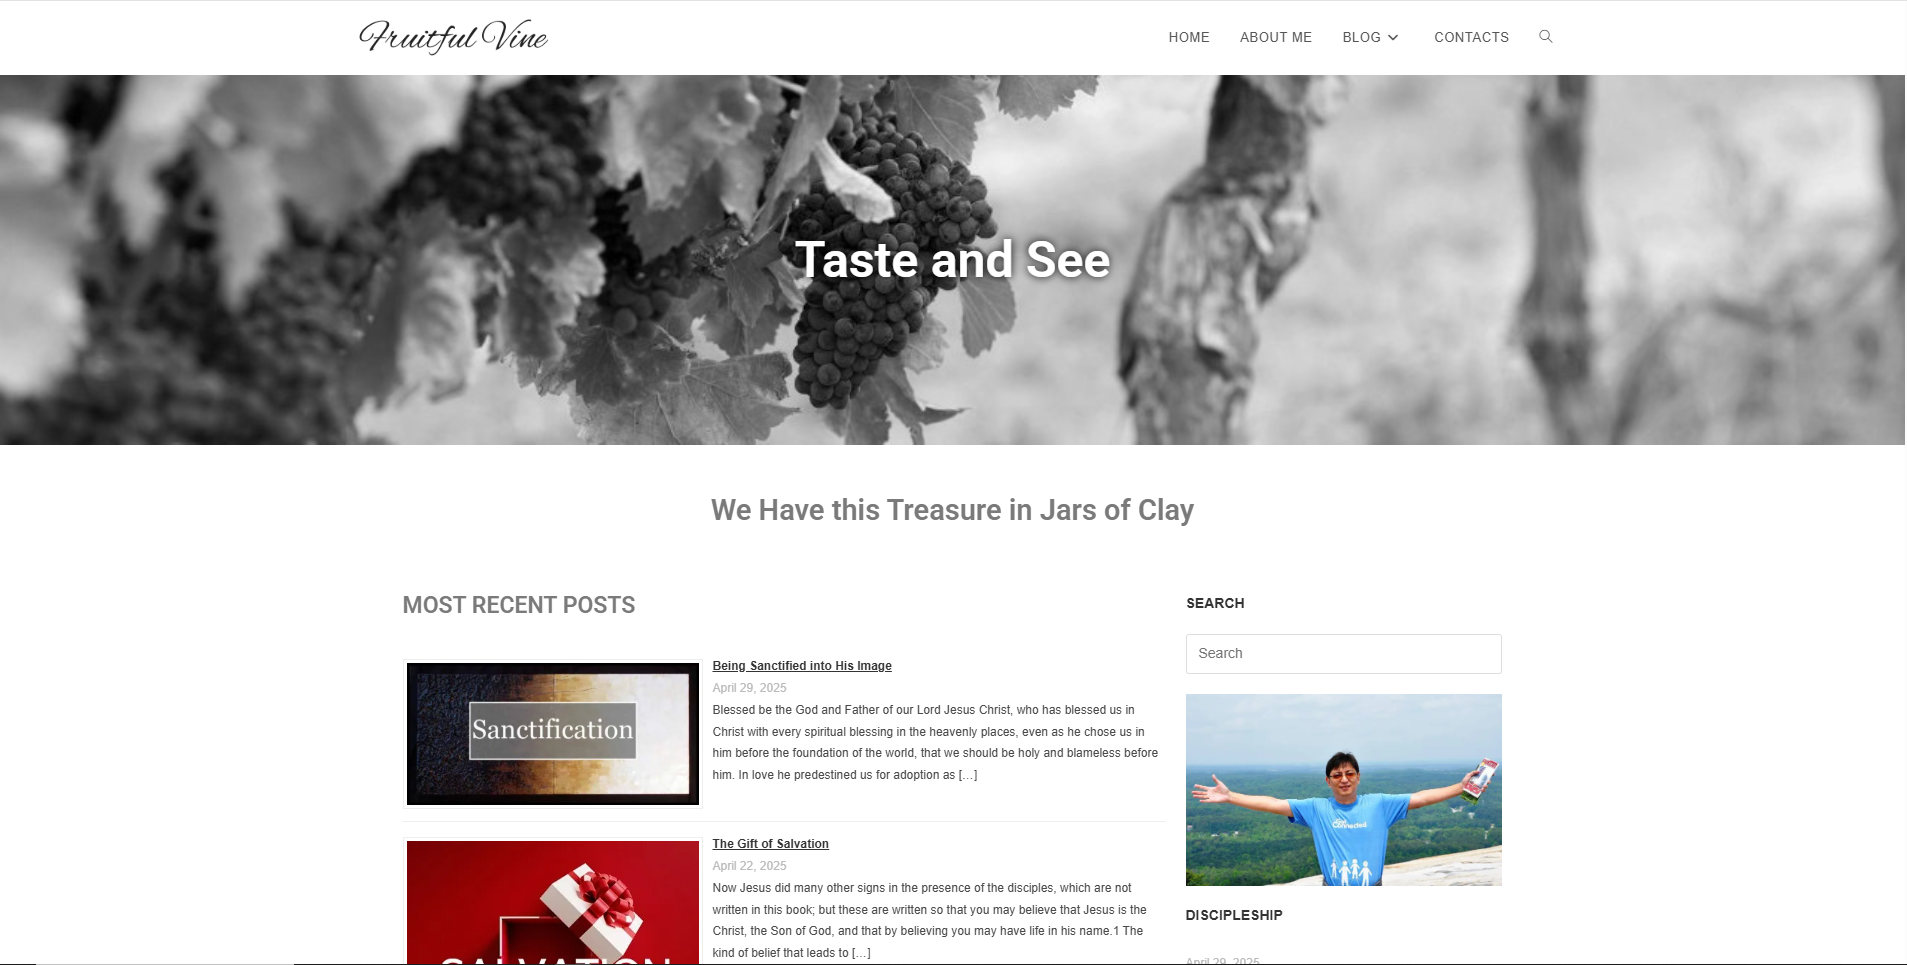 Fruitful Vine
HOME
ABOUT ME
BLOG
CONTACTS
Taste and See
We Have this Treasure in Jars of Clay
MOST RECENT POSTS
Sanctification
Being Sanctified into His Image
April 29, 2025
Blessed be the God and Father of our Lord Jesus Christ, who has blessed us in
Christ with every spiritual blessing in the heavenly places, even as he chose us in
him before the foundation of the world, that we should be holy and blameless before
him. In love he predestined us for adoption as […]
The Gift of Salvation
April 22, 2025
Now Jesus did many other signs in the presence of the disciples, which are not
written in this book; but these are written so that you may believe that Jesus is the
Christ, the Son of God, and that by believing you may have life in his name.1 The
kind of belief that leads to […]
SALVATION
SEARCH
Search
Connected
DISCIPLESHIP
April 29, 2025